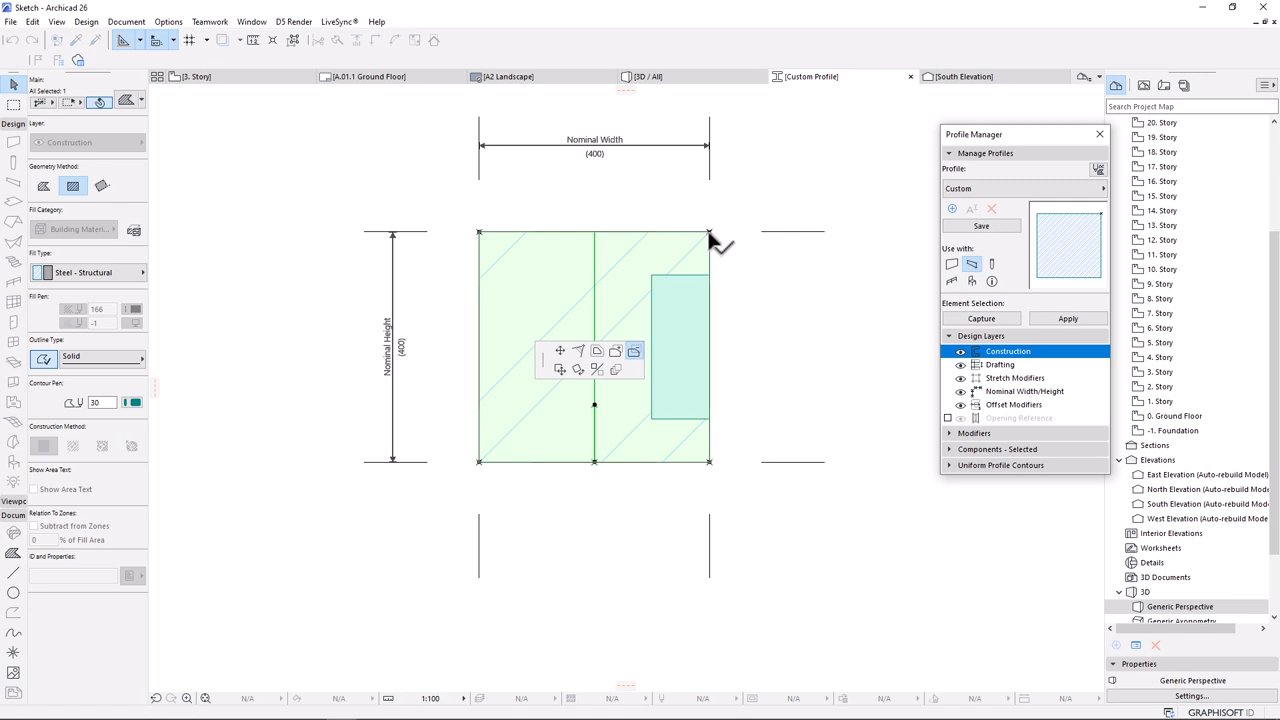 Sketch - Archicad 26
File Edit View Design Document Options Teamwork Window D5 Render LiveSync® Help
[3. Story]
[A.01.1 Ground Floor]
[A2 Landscape]
[3D / All]
[Custom Profile]
[South Elevation]
Main:
All Selected: 1
Design
Layer:
Construction
Geometry Method:
Fill Category:
Building Materi...
Fill Type:
Steel - Structural
Fill Pen:
166
-1
Outline Type:
Solid
Contour Pen:
30
Construction Method:
Show Area Text:
Show Area Text
Viewpc
Docum
Relation To Zones:
Subtract from Zones
0 % of Fill Area
ID and Properties:
Nominal Width
(400)
Nominal Height
(400)
Profile Manager
Manage Profiles
Profile:
Custom
Save
Use with:
Element Selection:
Capture
Apply
Design Layers
Construction
Drafting
Stretch Modifiers
Nominal Width/Height
Offset Modifiers
Opening Reference
Modifiers
Components - Selected
Uniform Profile Contours
Search Project Map
20. Story
19. Story
18. Story
17. Story
16. Story
15. Story
14. Story
13. Story
12. Story
11. Story
10. Story
9. Story
8. Story
7. Story
6. Story
5. Story
4. Story
3. Story
2. Story
1. Story
0. Ground Floor
-1. Foundation
Sections
Elevations
East Elevation (Auto-rebuild Model)
North Elevation (Auto-rebuild Mod
South Elevation (Auto-rebuild Mod
West Elevation (Auto-rebuild Mode
Interior Elevations
Worksheets
Details
3D Documents
3D
Generic Perspective
Generic Axonometry
Properties
Generic Perspective
Settings...
N/A N/A N/A 1:100 N/A N/A N/A N/A N/A N/A
GRAPHISOFT ID